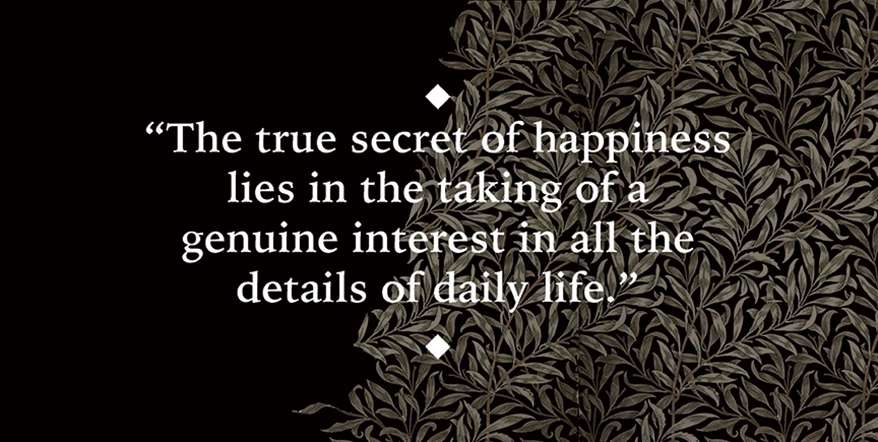 “The true secret of happiness
lies in the taking of a
genuine interest in all the
details of daily life.”